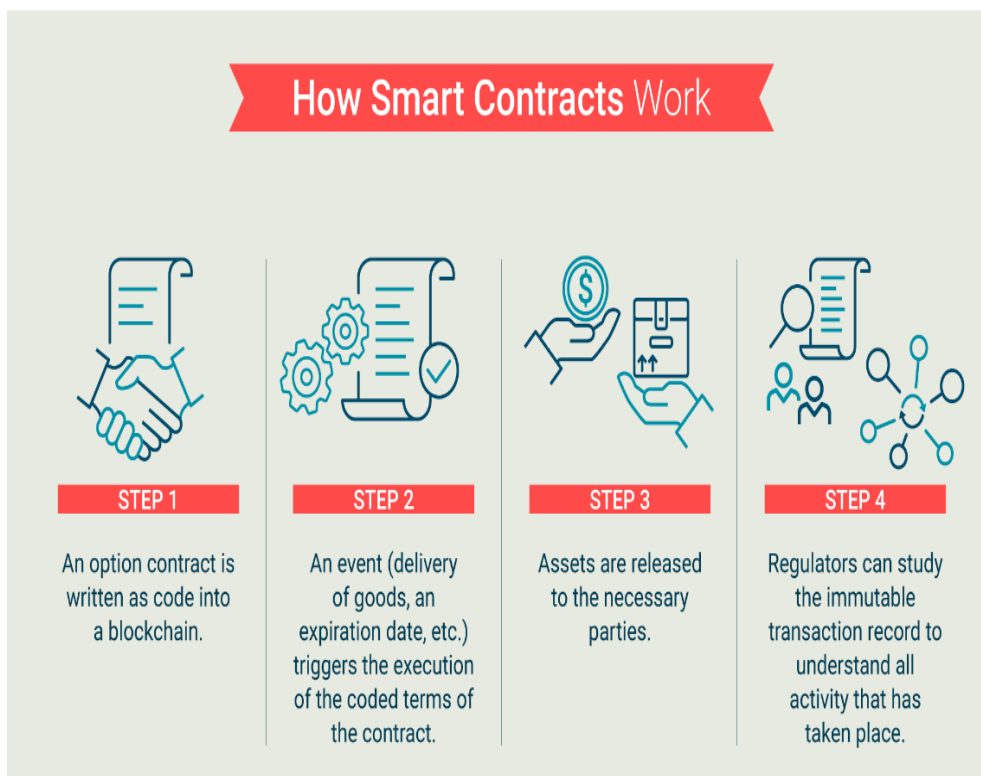 How Smart Contracts Work
STEP 1
An option contract is
written as code into
a blockchain.
STEP 2
An event (delivery
of goods, an
expiration date, etc.)
triggers the execution
of the coded terms of
the contract.
STEP 3
Assets are released
to the necessary
parties.
STEP 4
Regulators can study
the immutable
transaction record to
understand all
activity that has
taken place.